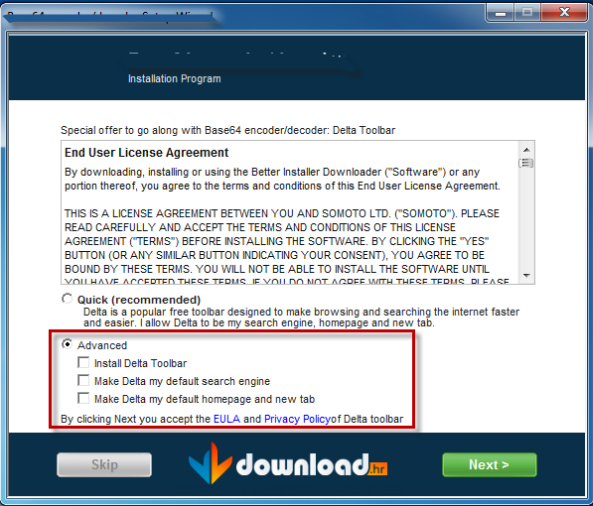 Installation Program
Special offer to go along with Base64 encoder/decoder: Delta Toolbar
End User License Agreement
By downloading, installing or using the Better Installer Downloader ("Software") or any
portion thereof, you agree to the terms and conditions of this End User License Agreement.
THIS IS A LICENSE AGREEMENT BETWEEN YOU AND SOMOTO LTD. ("SOMOTO"). PLEASE
READ CAREFULLY AND ACCEPT THE TERMS AND CONDITIONS OF THIS LICENSE
AGREEMENT ("TERMS") BEFORE INSTALLING THE SOFTWARE. BY CLICKING THE "YES"
BUTTON (OR ANY SIMILAR BUTTON INDICATING YOUR CONSENT), YOU AGREE TO BE
BOUND BY THESE TERMS. YOU WILL NOT BE ABLE TO INSTALL THE SOFTWARE UNTIL
YOU HAVE ACCEPTED THESE TERMS. IF YOU DO NOT AGREE WITH THESE TERMS, PLEASE
Quick (recommended)
Delta is a popular free toolbar designed to make browsing and searching the internet faster
and easier. I allow Delta to be my search engine, homepage and new tab.
Advanced
Install Delta Toolbar
Make Delta my default search engine
Make Delta my default homepage and new tab
By clicking Next you accept the EULA and Privacy Policyof Delta toolbar
Skip
download.hr
Next >